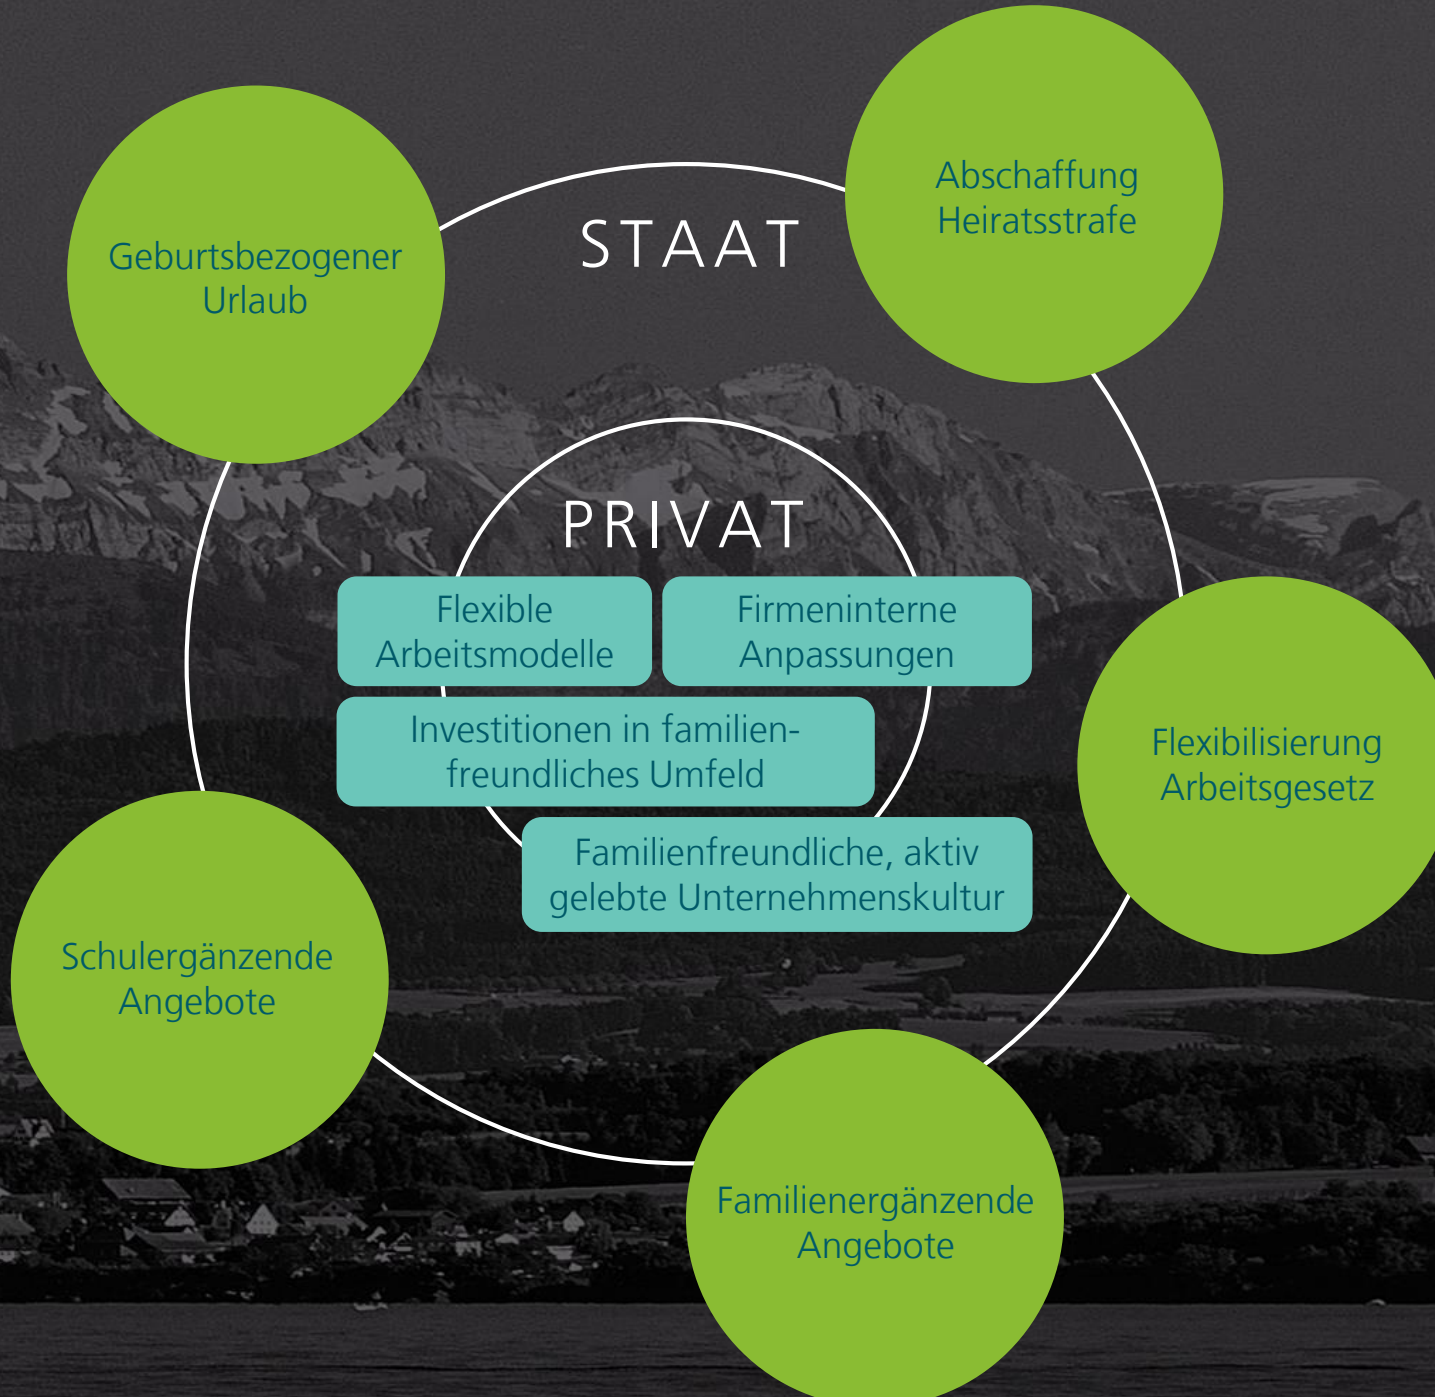 Abschaffung
Heiratsstrafe
STAAT
Geburtsbezogener
Urlaub
PRIVAT
Flexible
Arbeitsmodelle
Firmeninterne
Anpassungen
Investitionen in familien-
freundliches Umfeld
Flexibilisierung
Arbeitsgesetz
Familienfreundliche, aktiv
gelebte Unternehmenskultur
Schulergänzende
Angebote
Familienergänzende
Angebote